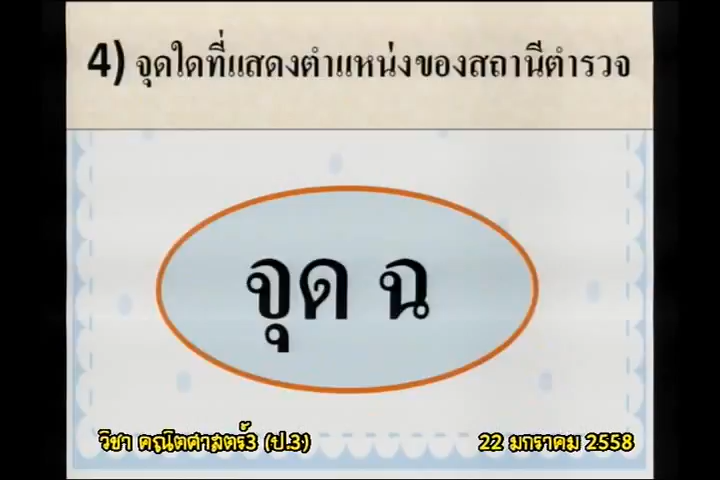 4) จุดใดที่แสดงตำแหน่งของสถานีตำรวจ
จุด ฉ
วิชา คณิตศาสตร์3 (ป.3) 22 มกราคม 2558